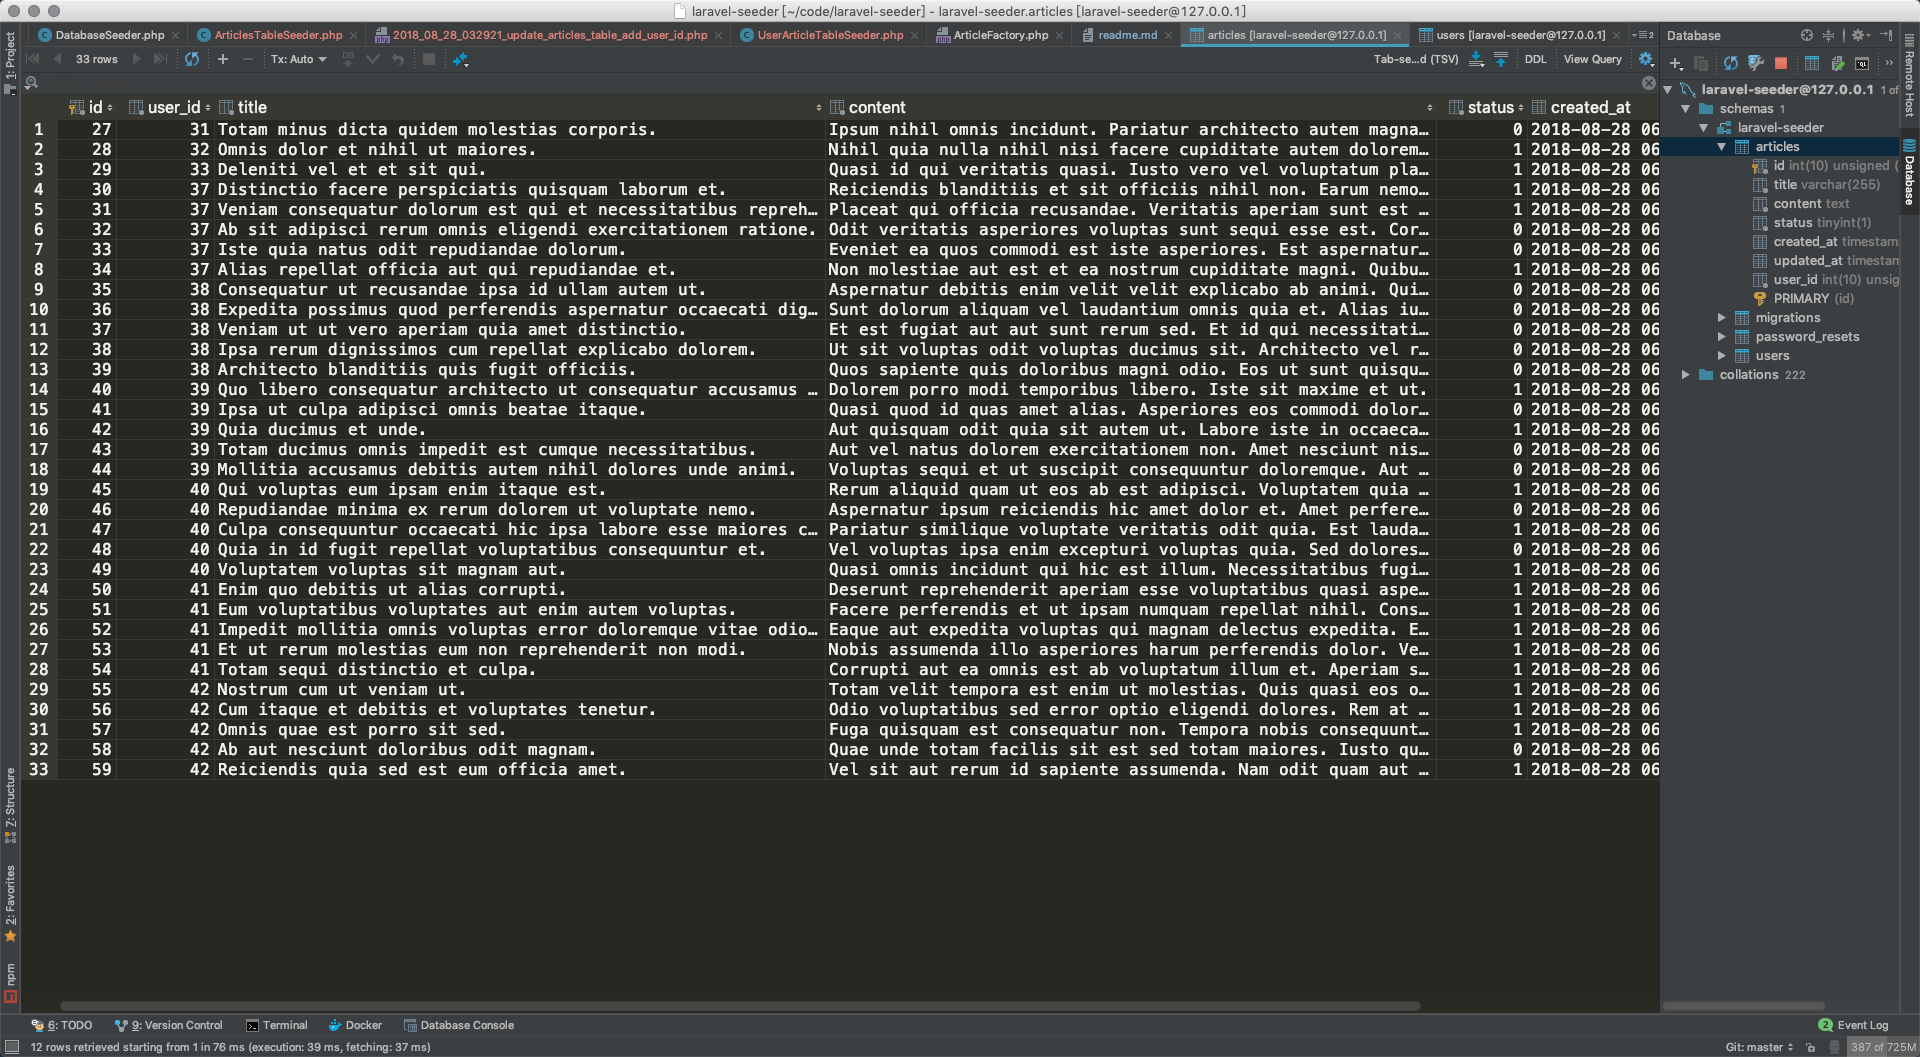 laravel-seeder [~/code/laravel-seeder] - laravel-seeder.articles [laravel-seeder@127.0.0.1]
DatabaseSeeder.php ArticlesTableSeeder.php 2018_08_28_032921_update_articles_table_add_user_id.php UserArticleTableSeeder.php ArticleFactory.php readme.md articles [laravel-seeder@127.0.0.1] users [laravel-seeder@127.0.0.1] 2 Database
33 rows Tx: Auto DB Tab-se...d (TSV) DDL View Query
id user_id title content status created_at
1 27 31 Totam minus dicta quidem molestias corporis. Ipsum nihil omnis incidunt. Pariatur architecto autem magna… 0 2018-08-28 06
2 28 32 Omnis dolor et nihil ut maiores. Nihil quia nulla nihil nisi facere cupiditate autem dolorem… 1 2018-08-28 06
3 29 33 Deleniti vel et et sit qui. Quasi id qui veritatis quasi. Iusto vero vel voluptatum pla… 1 2018-08-28 06
4 30 37 Distinctio facere perspiciatis quisquam laborum et. Reiciendis blanditiis et sit officiis nihil non. Earum nemo… 0 2018-08-28 06
5 31 37 Veniam consequatur dolorum est qui et necessitatibus repreh… Placeat qui officia recusandae. Veritatis aperiam sunt est … 1 2018-08-28 06
6 32 37 Ab sit adipisci rerum omnis eligendi exercitationem ratione. Odit veritatis asperiores voluptas sunt sequi esse est. Cor… 0 2018-08-28 06
7 33 37 Iste quia natus odit repudiandae dolorum. Eveniet ea quos commodi est iste asperiores. Est aspernatur… 0 2018-08-28 06
8 34 37 Alias repellat officia aut qui repudiandae et. Non molestiae aut est et ea nostrum cupiditate magni. Quibu… 1 2018-08-28 06
9 35 38 Consequatur ut recusandae ipsa id ullam autem ut. Aspernatur debitis enim velit velit explicabo ab animi. Qui… 0 2018-08-28 06
10 36 38 Expedita possimus quod perferendis aspernatur occaecati dig… Sunt dolorum aliquam vel laudantium omnis quia et. Alias iu… 0 2018-08-28 06
11 37 38 Veniam ut ut vero aperiam quia amet distinctio. Et est fugiat aut aut sunt rerum sed. Et id qui necessitati… 0 2018-08-28 06
12 38 38 Ipsa rerum dignissimos cum repellat explicabo dolorem. Ut sit voluptas odit voluptas ducimus sit. Architecto vel r… 0 2018-08-28 06
13 39 38 Architecto blanditiis quis fugit officiis. Quos sapiente quis doloribus magni odio. Eos ut sunt quisqu… 0 2018-08-28 06
14 40 39 Quo libero consequatur architecto ut consequatur accusamus … Dolorem porro modi temporibus libero. Iste sit maxime et ut. 1 2018-08-28 06
15 41 39 Ipsa ut culpa adipisci omnis beatae itaque. Quasi quod id quas amet alias. Asperiores eos commodi dolor… 0 2018-08-28 06
16 42 39 Quia ducimus et unde. Aut quisquam odit quia sit autem ut. Labore iste in occaeca… 1 2018-08-28 06
17 43 39 Totam ducimus omnis impedit est cumque necessitatibus. Aut vel natus dolorem exercitationem non. Amet nesciunt nis… 0 2018-08-28 06
18 44 39 Mollitia accusamus debitis autem nihil dolores unde animi. Voluptas sequi et ut suscipit consequuntur doloremque. Aut … 0 2018-08-28 06
19 45 40 Qui voluptas eum ipsam enim itaque est. Rerum aliquid quam ut eos ab est adipisci. Voluptatem quia … 1 2018-08-28 06
20 46 40 Repudiandae minima ex rerum dolorem ut voluptate nemo. Aspernatur ipsum reiciendis hic amet dolor et. Amet perfere… 0 2018-08-28 06
21 47 40 Culpa consequuntur occaecati hic ipsa labore esse maiores c… Pariatur similique voluptate veritatis odit quia. Est lauda… 1 2018-08-28 06
22 48 40 Quia in id fugit repellat voluptatibus consequuntur et. Vel voluptas ipsa enim excepturi voluptas quia. Sed dolores… 0 2018-08-28 06
23 49 40 Voluptatem voluptas sit magnam aut. Quasi omnis incidunt qui hic est illum. Necessitatibus fugi… 1 2018-08-28 06
24 50 41 Enim quo debitis ut alias corrupti. Deserunt reprehenderit aperiam esse voluptatibus quasi aspe… 1 2018-08-28 06
25 51 41 Eum voluptatibus voluptates aut enim autem voluptas. Facere perferendis et ut ipsam numquam repellat nihil. Cons… 1 2018-08-28 06
26 52 41 Impedit mollitia omnis voluptas error doloremque vitae odio… Eaque aut expedita voluptas qui magnam delectus expedita. E… 1 2018-08-28 06
27 53 41 Et ut rerum molestias eum non reprehenderit non modi. Nobis assumenda illo asperiores harum perferendis dolor. Ve… 1 2018-08-28 06
28 54 41 Totam sequi distinctio et culpa. Corrupti aut ea omnis est ab voluptatum illum et. Aperiam s… 1 2018-08-28 06
29 55 42 Nostrum cum ut veniam ut. Totam velit tempora est enim ut molestias. Quis quasi eos o… 1 2018-08-28 06
30 56 42 Cum itaque et debitis et voluptates tenetur. Odio voluptatibus sed error optio eligendi dolores. Rem at … 1 2018-08-28 06
31 57 42 Omnis quae est porro sit sed. Fuga quisquam est consequatur non. Tempora nobis consequunt… 1 2018-08-28 06
32 58 42 Ab aut nesciunt doloribus odit magnam. Quae unde totam facilis sit est sed totam maiores. Iusto qu… 0 2018-08-28 06
33 59 42 Reiciendis quia sed est eum officia amet. Vel sit aut rerum id sapiente assumenda. Nam odit quam aut … 1 2018-08-28 06
laravel-seeder@127.0.0.1 1 of
schemas 1
laravel-seeder
articles
id int(10) unsigned (
title varchar(255)
content text
status tinyint(1)
created_at timestam
updated_at timestam
user_id int(10) unsig
PRIMARY (id)
migrations
password_resets
users
collations 222
1: Project
Z: Structure
2: Favorites
npm
Remote Host
Database
6: TODO 9: Version Control Terminal Docker Database Console 2 Event Log
12 rows retrieved starting from 1 in 76 ms (execution: 39 ms, fetching: 37 ms) Git: master 387 of 725M